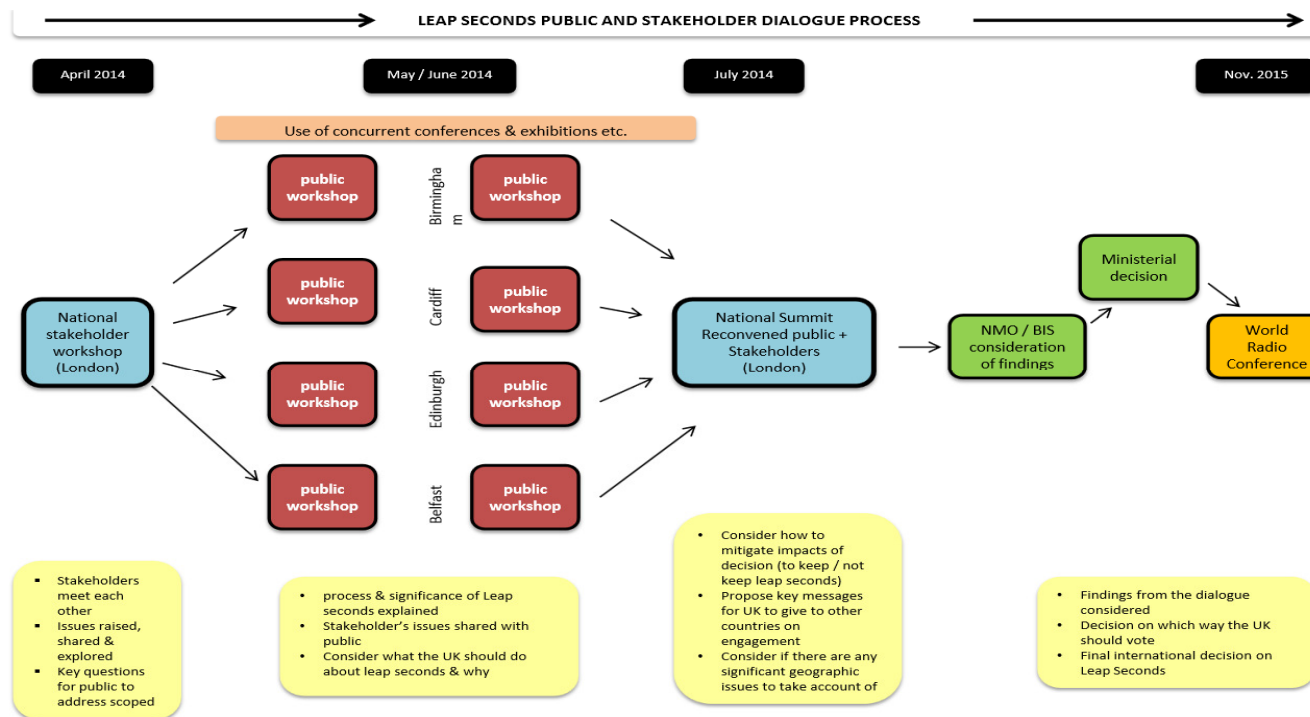 LEAP SECONDS PUBLIC AND STAKEHOLDER DIALOGUE PROCESS
April 2014
May / June 2014
July 2014
Nov. 2015
Use of concurrent conferences & exhibitions etc.
public
workshop
Birmingha
m
public
workshop
public
workshop
Cardiff
public
workshop
public
workshop
Edinburgh
public
workshop
public
workshop
Belfast
public
workshop
National
stakeholder
workshop
(London)
National Summit
Reconvened public +
Stakeholders
(London)
NMO / BIS
consideration
of findings
Ministerial
decision
World
Radio
Conference
▪ Stakeholders
meet each
other
▪ Issues raised,
shared &
explored
▪ Key questions
for public to
address scoped
• process & significance of Leap
seconds explained
• Stakeholder's issues shared with
public
• Consider what the UK should do
about leap seconds & why
• Consider how to
mitigate impacts of
decision (to keep / not
keep leap seconds)
• Propose key messages
for UK to give to other
countries on
engagement
• Consider if there are any
significant geographic
issues to take account of
• Findings from the dialogue
considered
• Decision on which way the UK
should vote
• Final international decision on
Leap Seconds